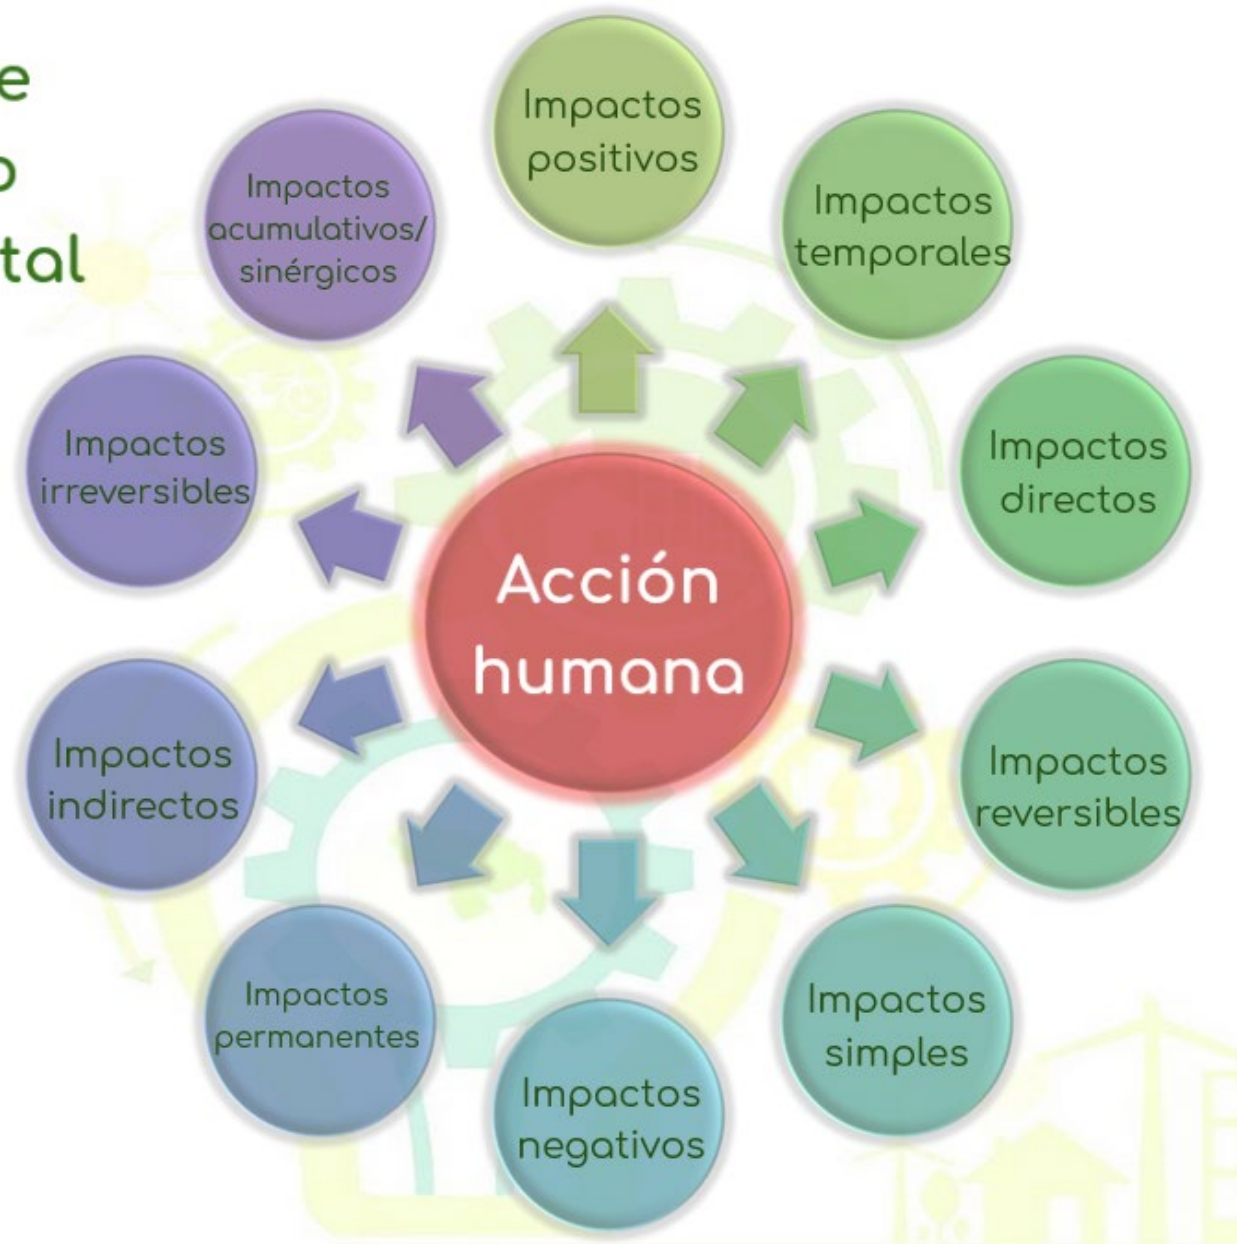 e
o
tal
Impactos
positivos
Impactos
temporales
Impactos
directos
Impactos
reversibles
Impactos
simples
Impactos
negativos
Impactos
permanentes
Impactos
indirectos
Impactos
irreversibles
Impactos
acumulativos/
sinérgicos
Acción
humana